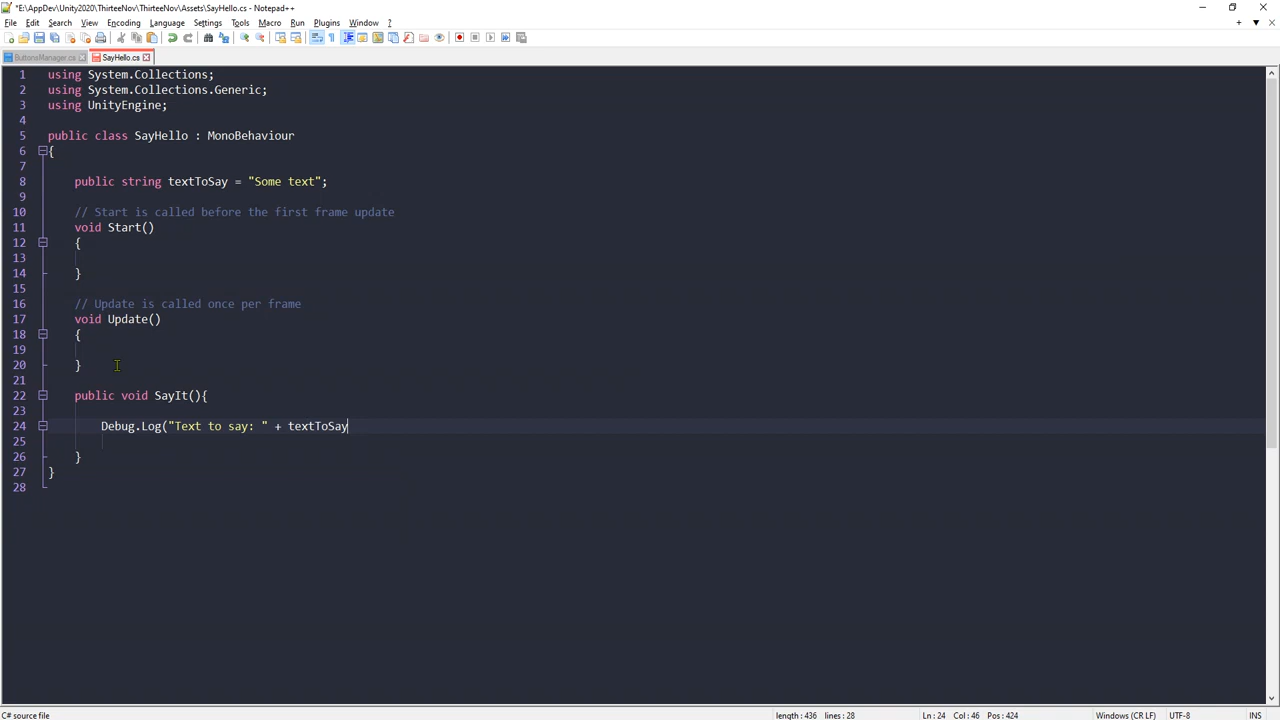 *E:\AppDev\Unity2020\ThirteeNov\ThirteeNov\Assets\SayHello.cs - Notepad++
File Edit Search View Encoding Language Settings Tools Macro Run Plugins Window ?
ButtonsManager.cs SayHello.cs
1 using System.Collections;
2 using System.Collections.Generic;
3 using UnityEngine;
4
5 public class SayHello : MonoBehaviour
6 {
7
8 public string textToSay = "Some text";
9
10 // Start is called before the first frame update
11 void Start()
12 {
13
14 }
15
16 // Update is called once per frame
17 void Update()
18 {
19
20 }
21
22 public void SayIt(){
23
24 Debug.Log("Text to say: " + textToSay
25
26 }
27 }
28
C# source file length : 436 lines : 28 Ln : 24 Col : 46 Pos : 424 Windows (CR LF) UTF-8 INS